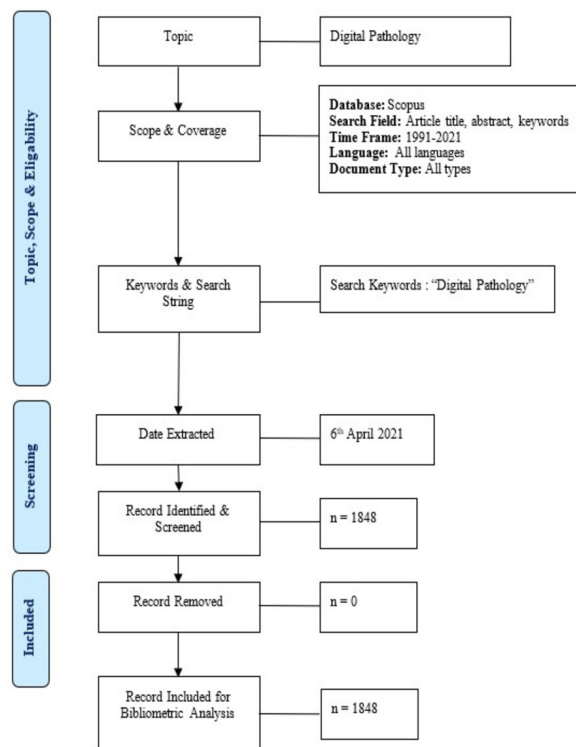 Topic, Scope & Eligability
Topic
Digital Pathology
Scope & Coverage
Database: Scopus
Search Field: Article title, abstract, keywords
Time Frame: 1991-2021
Language: All languages
Document Type: All types
Keywords & Search
String
Search Keywords : “Digital Pathology”
Screening
Date Extracted
6th April 2021
Record Identified &
Screened
n = 1848
Included
Record Removed
n = 0
Record Included for
Bibliometric Analysis
n = 1848